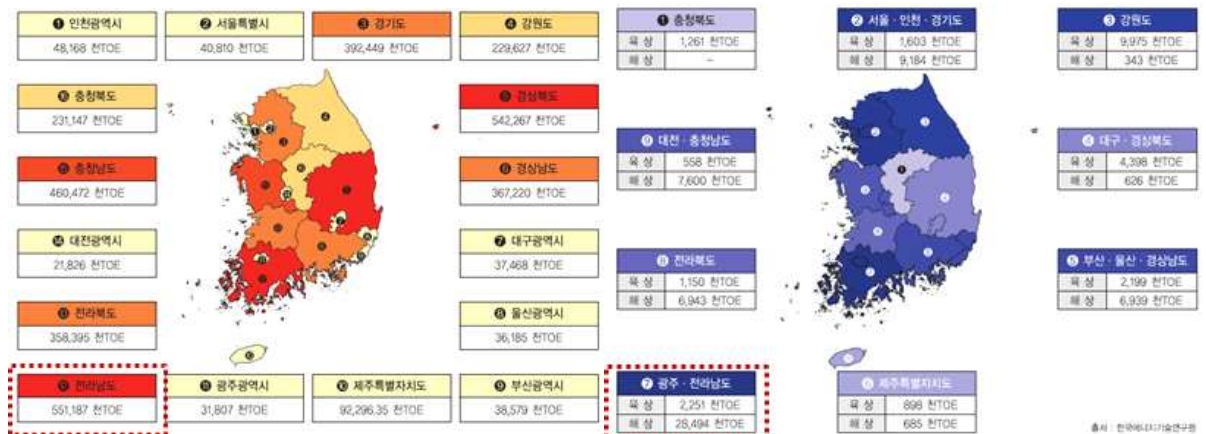 ❶ 인천광역시
48,168 천TOE
❷ 서울특별시
40,810 천TOE
❸ 경기도
392,449 천TOE
❹ 강원도
229,627 천TOE
⓰ 충청북도
231,147 천TOE
❺ 경상북도
542,267 천TOE
⓯ 충청남도
460,472 천TOE
❻ 경상남도
367,220 천TOE
⓮ 대전광역시
21,826 천TOE
❼ 대구광역시
37,468 천TOE
⓭ 전라북도
358,395 천TOE
❽ 울산광역시
36,185 천TOE
⓬ 전라남도
551,187 천TOE
⓫ 광주광역시
31,807 천TOE
❿ 제주특별자치도
92,296.35 천TOE
❾ 부산광역시
38,579 천TOE
❶ 충청북도
육 상 1,261 천TOE
해 상 -
❷ 서울 · 인천 · 경기도
육 상 1,603 천TOE
해 상 9,184 천TOE
❸ 강원도
육 상 9,975 천TOE
해 상 343 천TOE
❾ 대전 · 충청남도
육 상 558 천TOE
해 상 7,600 천TOE
❹ 대구 · 경상북도
육 상 4,398 천TOE
해 상 626 천TOE
❽ 전라북도
육 상 1,150 천TOE
해 상 6,943 천TOE
❺ 부산 · 울산 · 경상남도
육 상 2,199 천TOE
해 상 6,939 천TOE
❼ 광주 · 전라남도
육 상 2,251 천TOE
해 상 28,494 천TOE
❻ 제주특별자치도
육 상 898 천TOE
해 상 685 천TOE
출처 : 한국에너지기술연구원